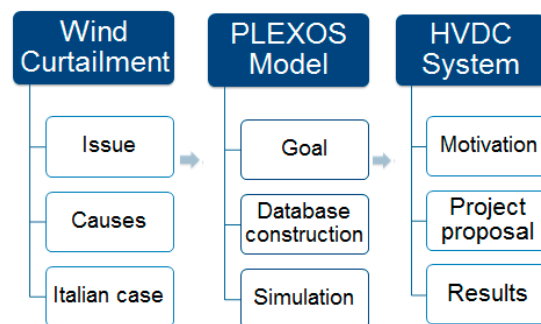 Wind
Curtailment
Issue
Causes
Italian case
PLEXOS
Model
Goal
Database
construction
Simulation
HVDC
System
Motivation
Project
proposal
Results